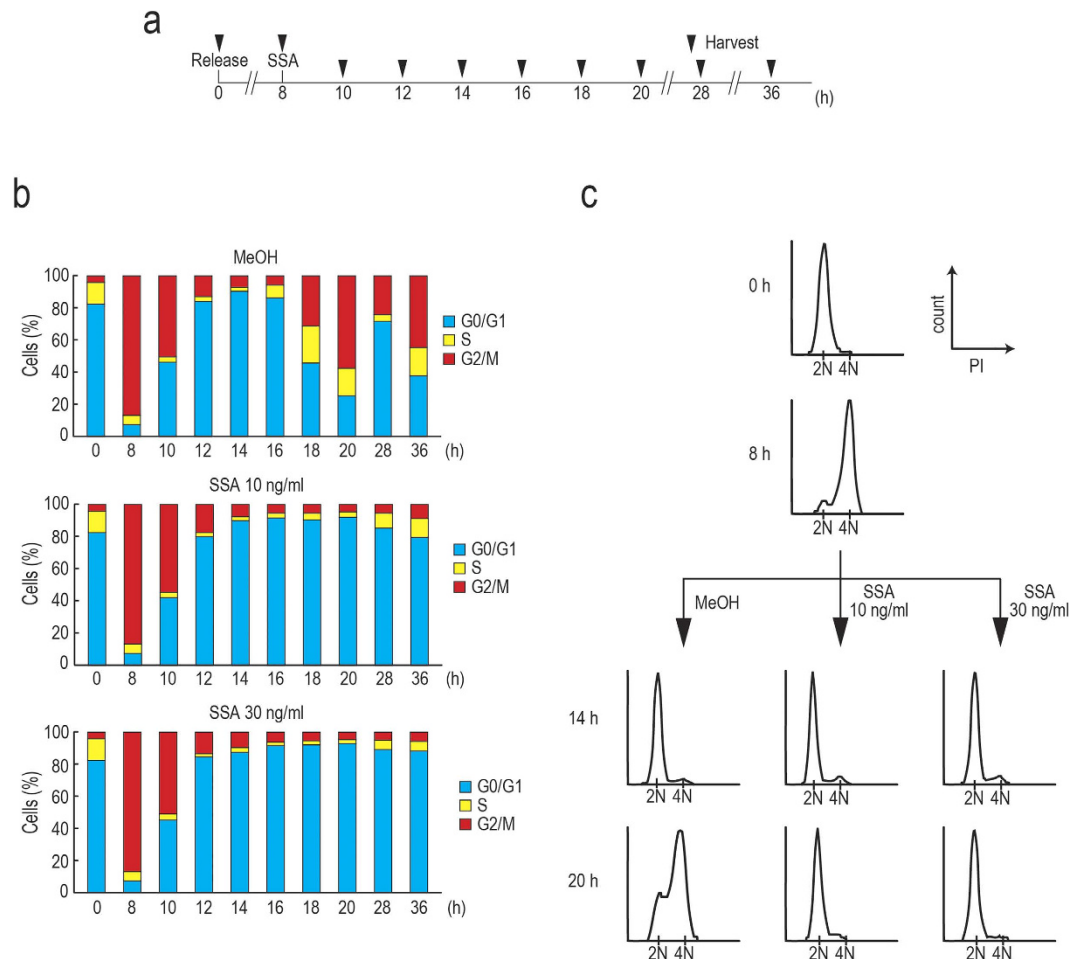 a
Release SSA Harvest
0 8 10 12 14 16 18 20 28 36 (h)
b
MeOH
Cells (%)
100
80
60
40
20
0
0 8 10 12 14 16 18 20 28 36 (h)
G0/G1
S
G2/M
SSA 10 ng/ml
Cells (%)
100
80
60
40
20
0
0 8 10 12 14 16 18 20 28 36 (h)
G0/G1
S
G2/M
SSA 30 ng/ml
Cells (%)
100
80
60
40
20
0
0 8 10 12 14 16 18 20 28 36 (h)
G0/G1
S
G2/M
c
0 h
2N 4N
count
PI
8 h
2N 4N
MeOH
SSA
10 ng/ml
SSA
30 ng/ml
14 h
2N 4N
2N 4N
2N 4N
20 h
2N 4N
2N 4N
2N 4N